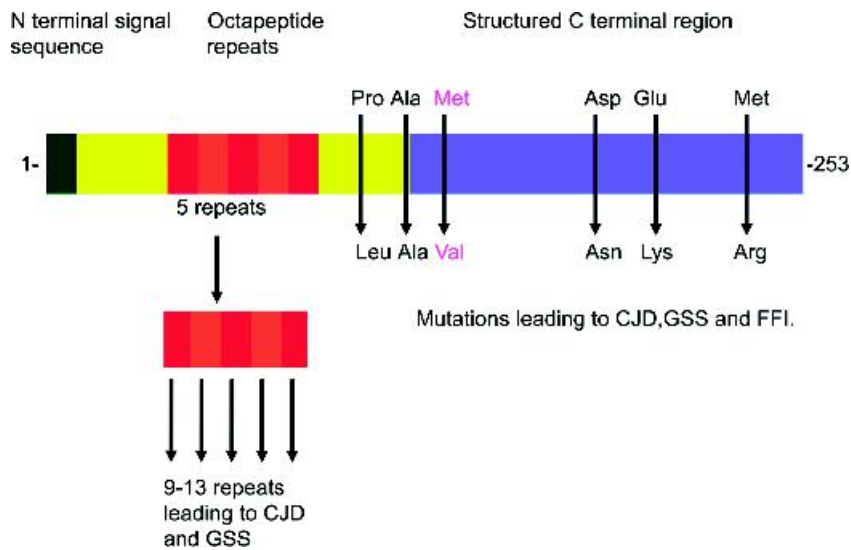 N terminal signal
sequence
Octapeptide
repeats
Structured C terminal region
Pro Ala Met Asp Glu Met
1- -253
5 repeats
Leu Ala Val Asn Lys Arg
Mutations leading to CJD,GSS and FFI.
9-13 repeats
leading to CJD
and GSS